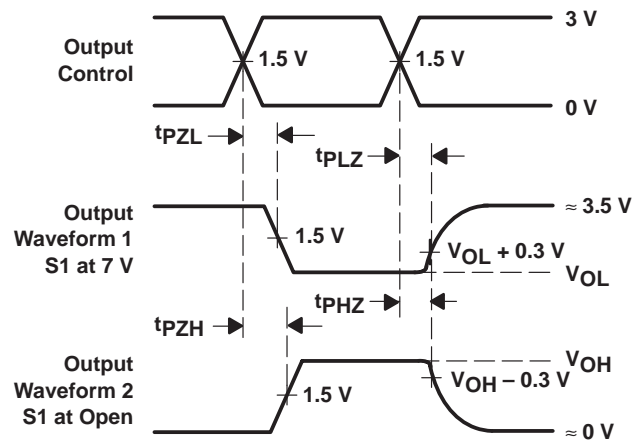 3 V
Output
Control
1.5 V
1.5 V
0 V
tPZL
tPLZ
Output
Waveform 1
S1 at 7 V
≈ 3.5 V
1.5 V
VOL + 0.3 V
VOL
tPZH
tPHZ
Output
Waveform 2
S1 at Open
VOH
1.5 V
VOH – 0.3 V
≈ 0 V